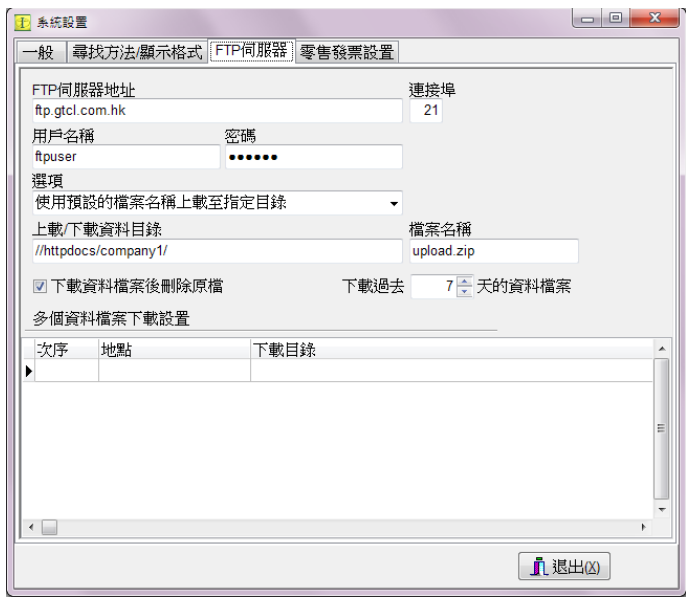 系統設置
一般 尋找方法/顯示格式 FTP伺服器 零售發票設置
FTP伺服器地址 連接埠
ftp.gtcl.com.hk 21
用戶名稱 密碼
ftpuser ●●●●●●
選項
使用預設的檔案名稱上載至指定目錄
上載/下載資料目錄 檔案名稱
//httpdocs/company1/ upload.zip
下載資料檔案後刪除原檔 下載過去 7 天的資料檔案
多個資料檔案下載設置
次序 地點 下載目錄
退出(X)